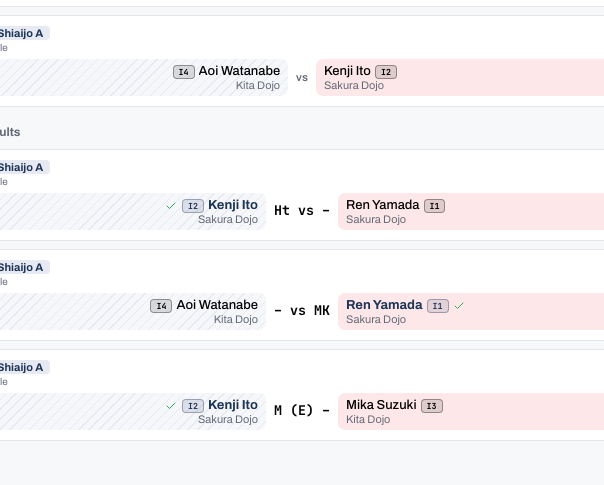 Shiaijo A
le
I4 Aoi Watanabe vs Kenji Ito I2
Kita Dojo Sakura Dojo
ults
Shiaijo A
le
✓ I2 Kenji Ito Ht vs – Ren Yamada I1
Sakura Dojo Sakura Dojo
Shiaijo A
le
I4 Aoi Watanabe – vs MK Ren Yamada I1 ✓
Kita Dojo Sakura Dojo
Shiaijo A
le
✓ I2 Kenji Ito M (E) – Mika Suzuki I3
Sakura Dojo Kita Dojo